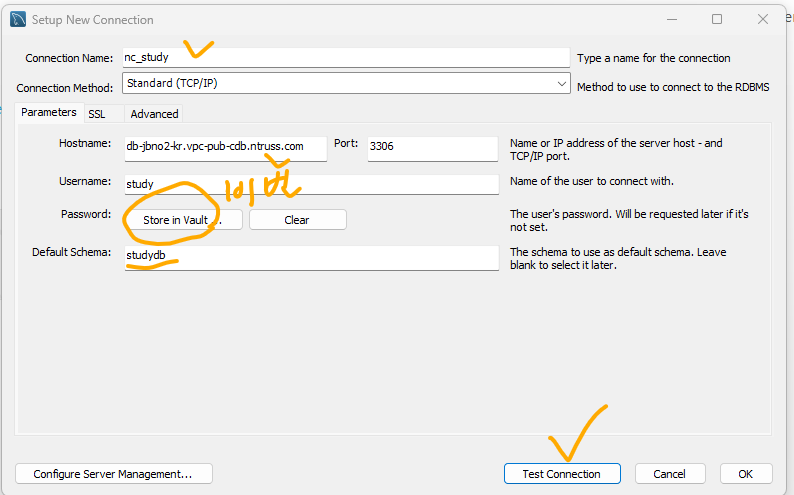 Setup New Connection
Connection Name: nc_study Type a name for the connection
Connection Method: Standard (TCP/IP) Method to use to connect to the RDBMS
Parameters SSL Advanced
Hostname: db-jbno2-kr.vpc-pub-cdb.ntruss.com Port: 3306 Name or IP address of the server host - and
TCP/IP port.
Username: study Name of the user to connect with.
비번
Password: Store in Vault ... Clear The user's password. Will be requested later if it's
not set.
Default Schema: studydb The schema to use as default schema. Leave
blank to select it later.
Configure Server Management... Test Connection Cancel OK